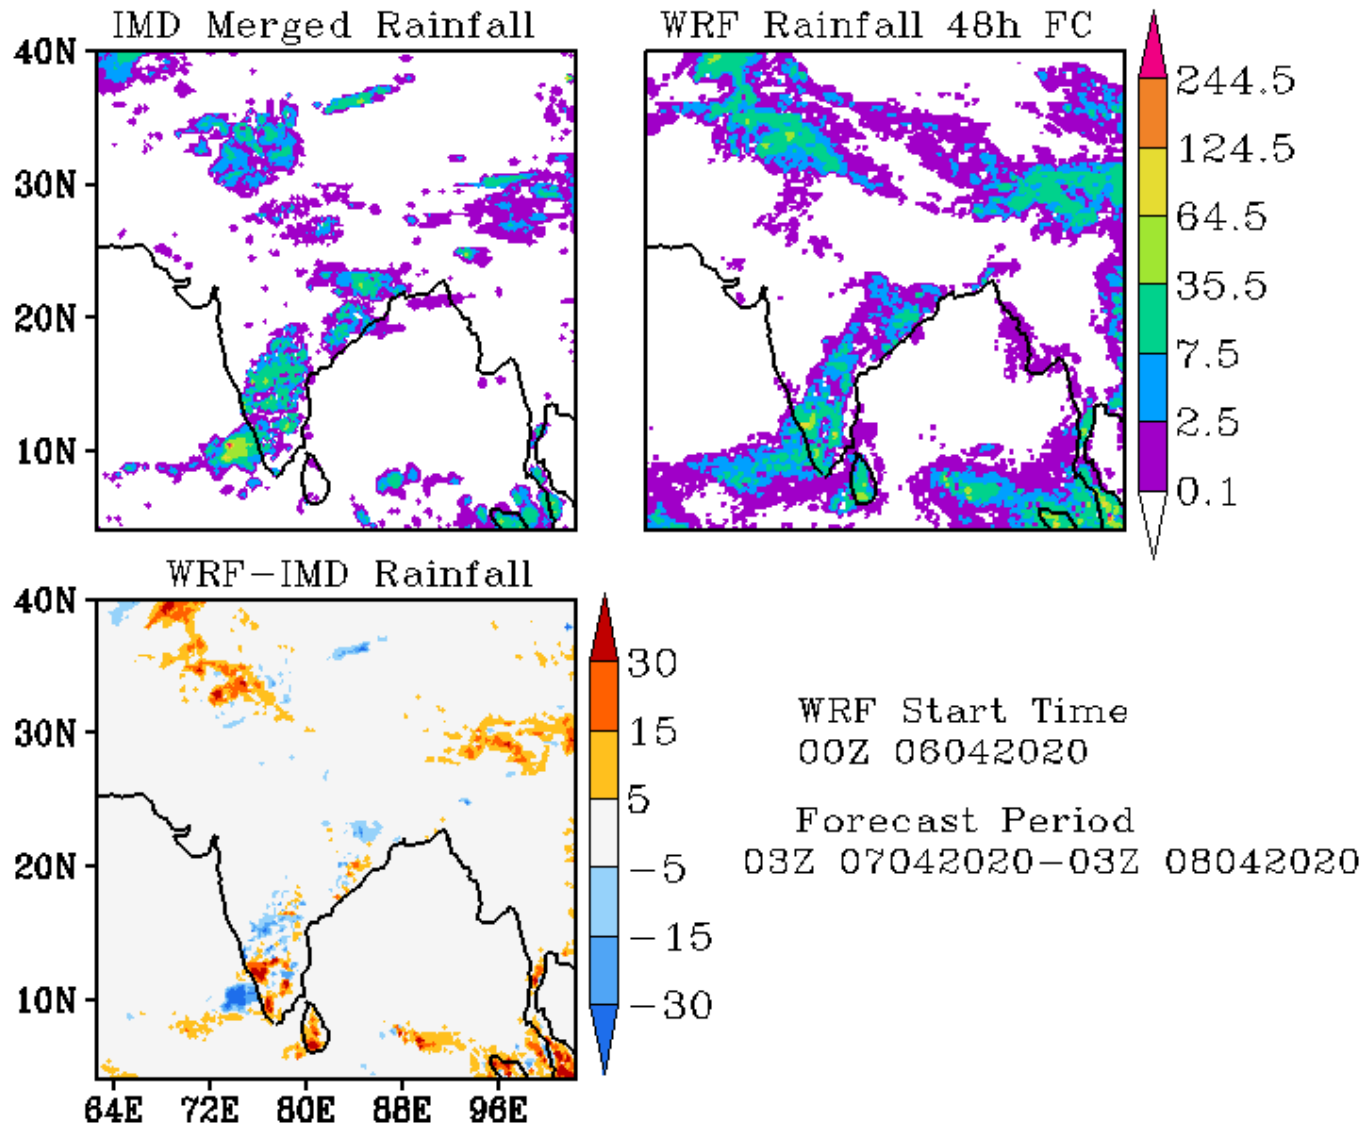 IMD Merged Rainfall
WRF Rainfall 48h FC
40N
30N
20N
10N
244.5
124.5
64.5
35.5
7.5
2.5
0.1
WRF-IMD Rainfall
40N
30N
20N
10N
64E 72E 80E 88E 96E
30
15
5
-5
-15
-30
WRF Start Time
00Z 06042020
Forecast Period
03Z 07042020-03Z 08042020